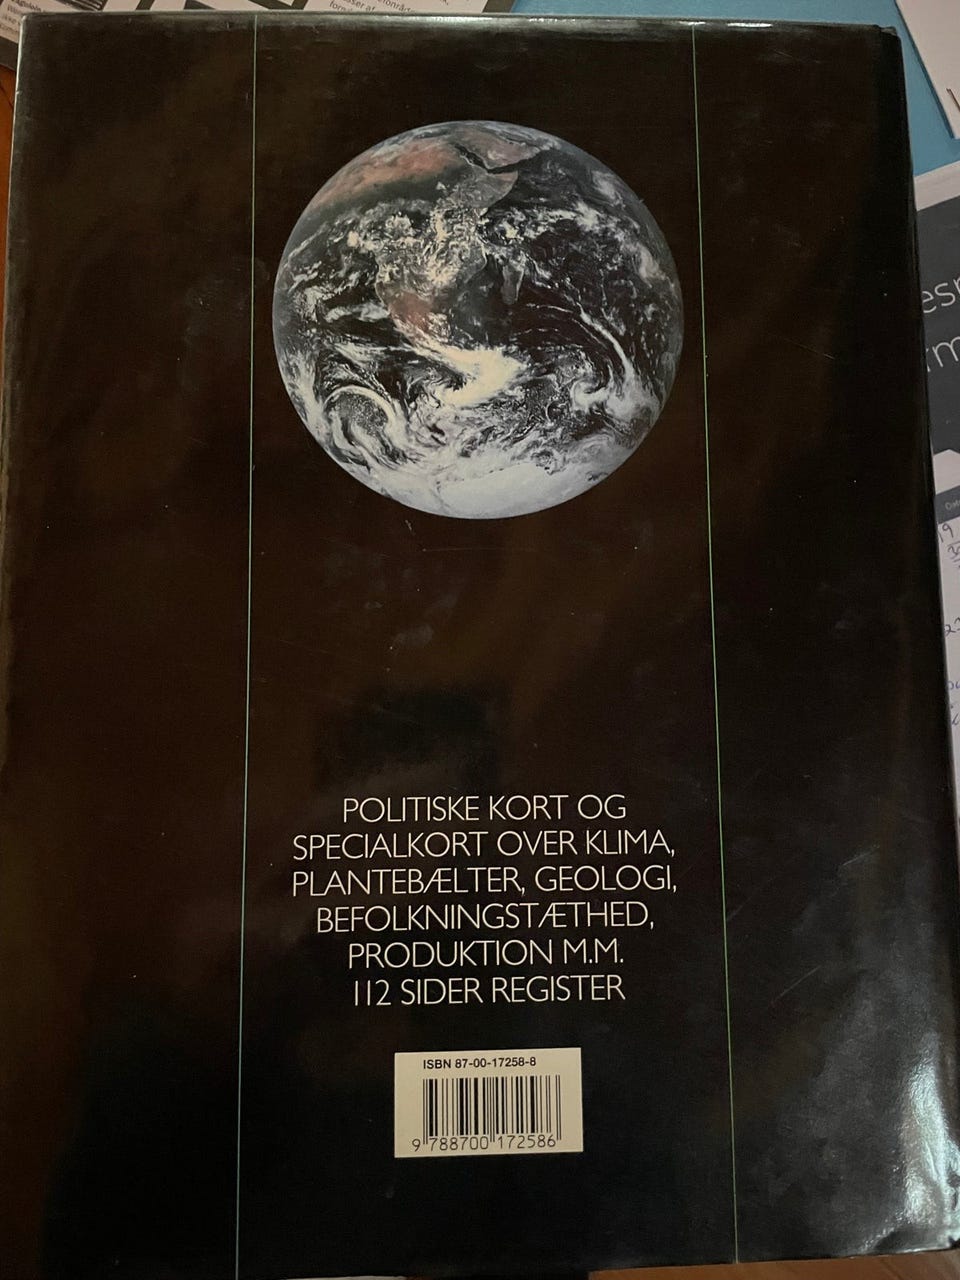 POLITISKE KORT OG
SPECIALKORT OVER KLIMA,
PLANTEBÆLTER, GEOLOGI,
BEFOLKNINGSTÆTHED,
PRODUKTION M.M.
112 SIDER REGISTER
ISBN 87-00-17258-8
9 788700 172586